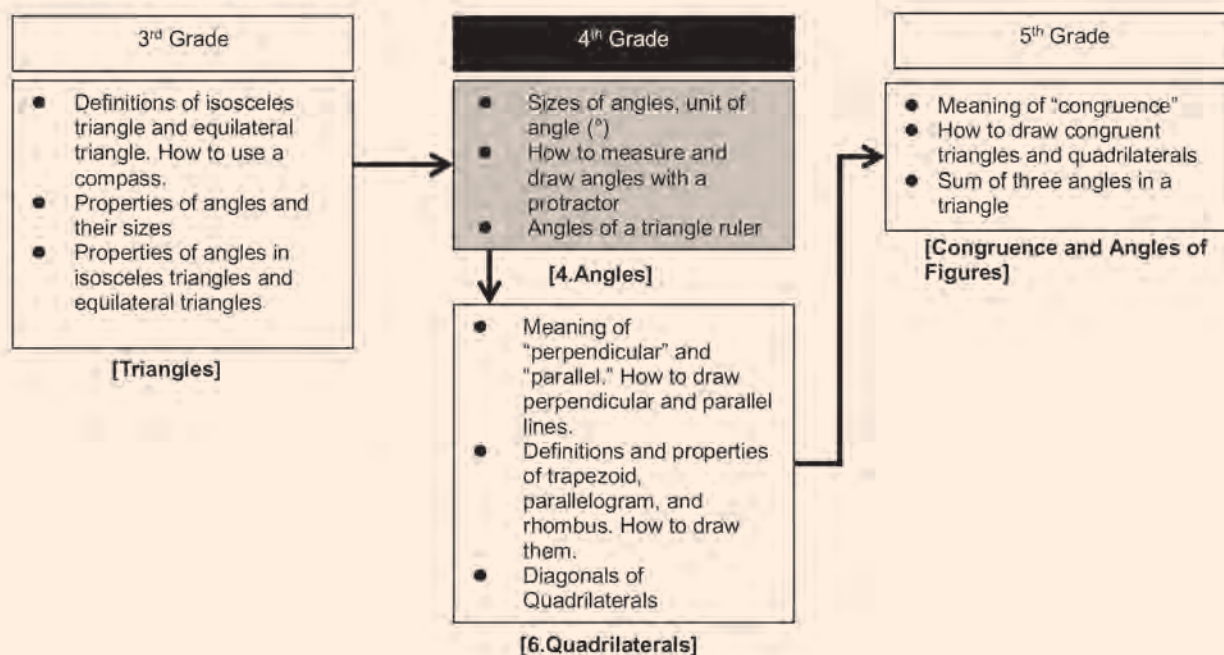 3rd Grade
● Definitions of isosceles
triangle and equilateral
triangle. How to use a
compass.
● Properties of angles and
their sizes
● Properties of angles in
isosceles triangles and
equilateral triangles
[Triangles]
4th Grade
● Sizes of angles, unit of
angle (°)
■ How to measure and
draw angles with a
protractor
● Angles of a triangle ruler
[4.Angles]
● Meaning of
“perpendicular” and
“parallel.” How to draw
perpendicular and parallel
lines.
● Definitions and properties
of trapezoid,
parallelogram, and
rhombus. How to draw
them.
● Diagonals of
Quadrilaterals
[6.Quadrilaterals]
5th Grade
● Meaning of “congruence”
● How to draw congruent
triangles and quadrilaterals
● Sum of three angles in a
triangle
[Congruence and Angles of
Figures]